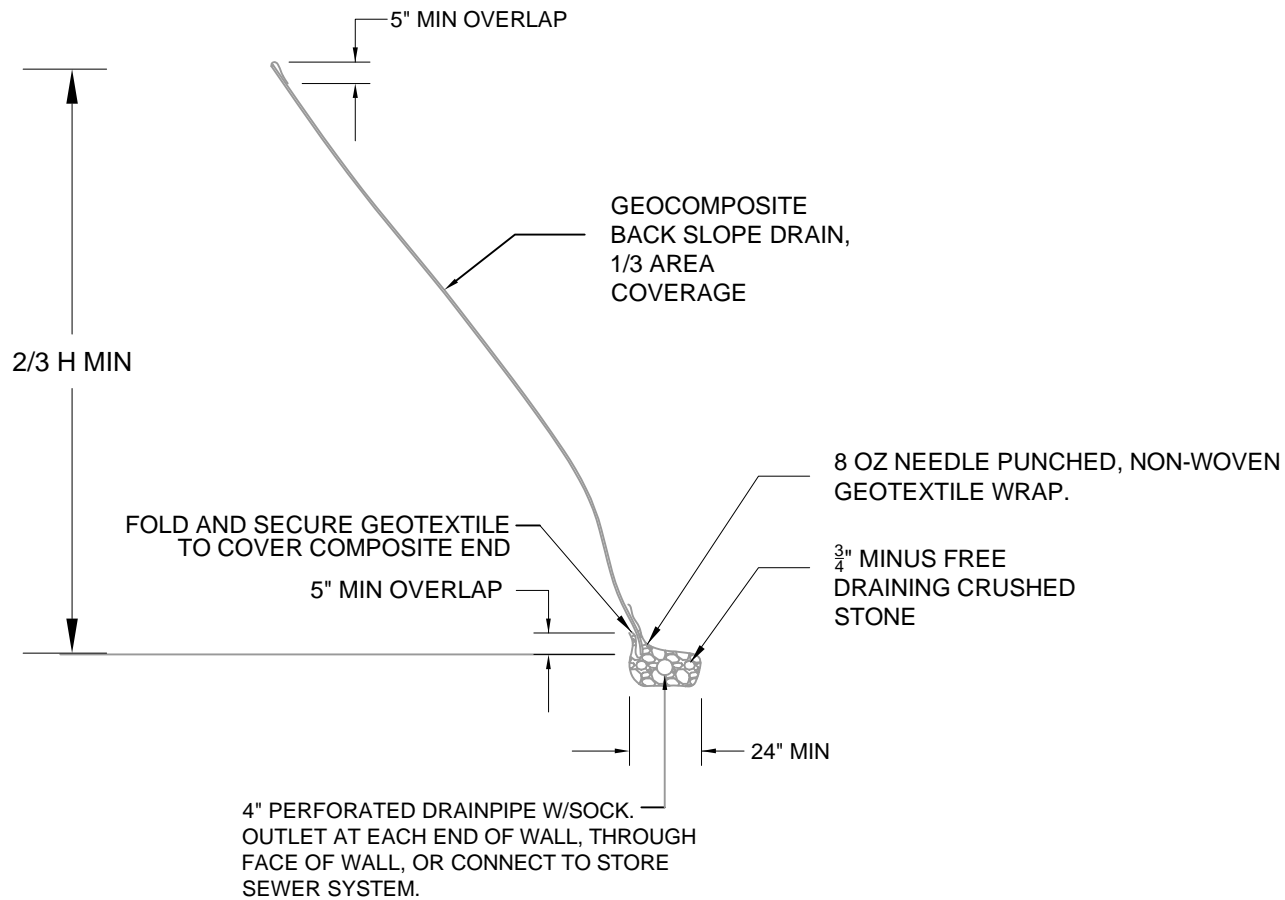 5" MIN OVERLAP
GEOCOMPOSITE
BACK SLOPE DRAIN,
1/3 AREA
COVERAGE
2/3 H MIN
8 OZ NEEDLE PUNCHED, NON-WOVEN
GEOTEXTILE WRAP.
FOLD AND SECURE GEOTEXTILE
TO COVER COMPOSITE END
3/4" MINUS FREE
DRAINING CRUSHED
STONE
5" MIN OVERLAP
24" MIN
4" PERFORATED DRAINPIPE W/SOCK.
OUTLET AT EACH END OF WALL, THROUGH
FACE OF WALL, OR CONNECT TO STORE
SEWER SYSTEM.